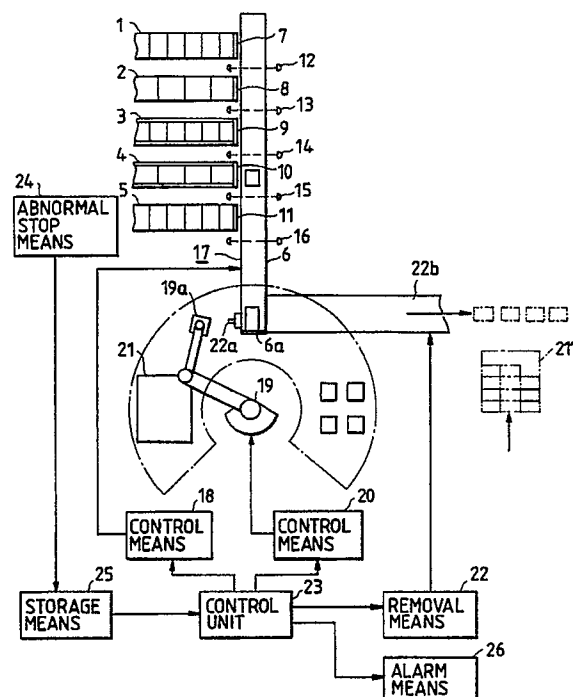 1
7
12
2
8
13
3
9
14
4
10
15
24
ABNORMAL
STOP
MEANS
5
11
16
17
6
22b
19a
22a
6a
21
21'
19
18
CONTROL
MEANS
20
CONTROL
MEANS
25
STORAGE
MEANS
23
CONTROL
UNIT
22
REMOVAL
MEANS
26
ALARM
MEANS